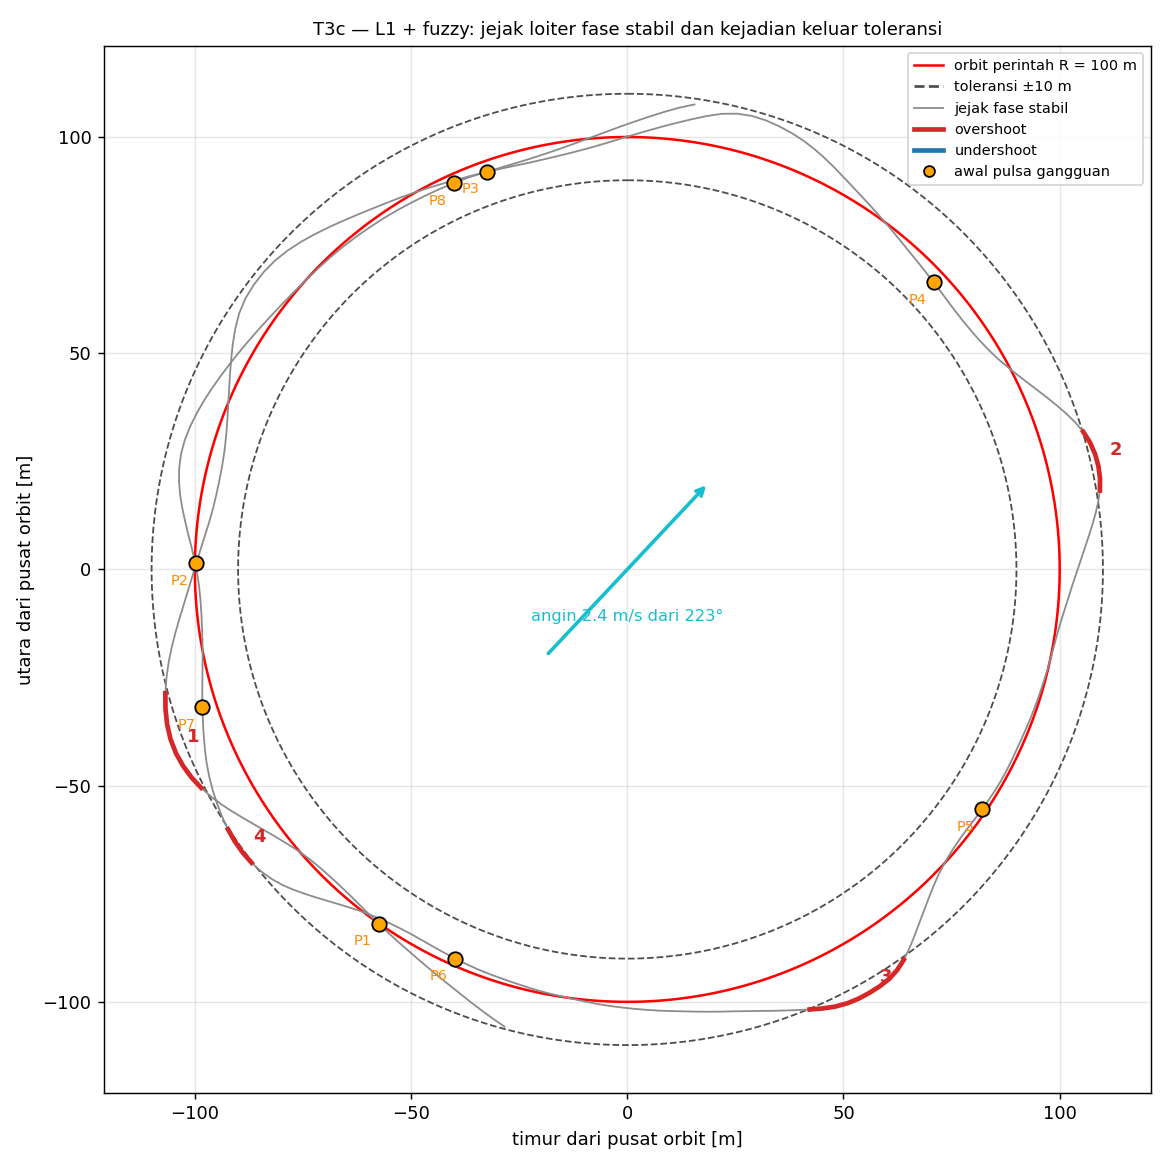 T3c — L1 + fuzzy: jejak loiter fase stabil dan kejadian keluar toleransi
orbit perintah R = 100 m
toleransi ±10 m
jejak fase stabil
overshoot
undershoot
awal pulsa gangguan
100
50
0
−50
−100
utara dari pusat orbit [m]
P8
P3
P4
2
P2
angin 2.4 m/s dari 223°
P7
1
4
P5
P1
P6
3
−100
−50
0
50
100
timur dari pusat orbit [m]